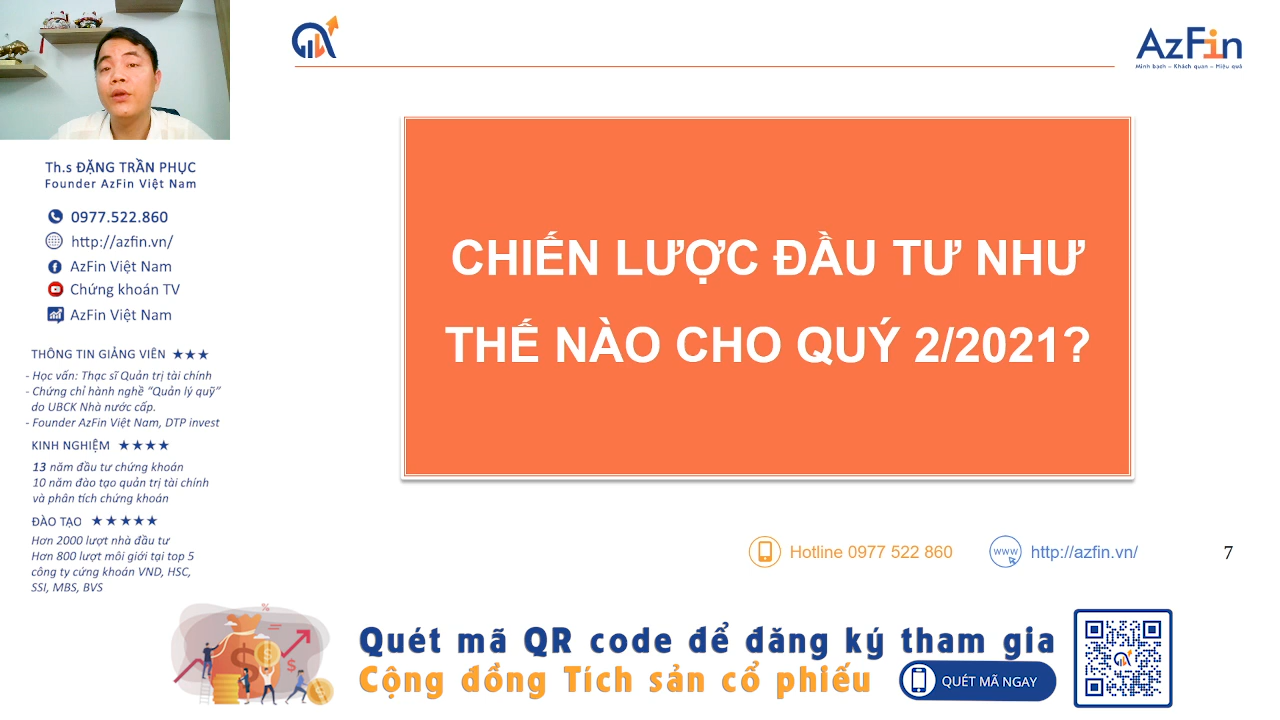 AzFin
Minh bạch – Khách quan – Hiệu quả
Th.s ĐẶNG TRẦN PHỤC
Founder AzFin Việt Nam
0977.522.860
http://azfin.vn/
AzFin Việt Nam
Chứng khoán TV
AzFin Việt Nam
THÔNG TIN GIẢNG VIÊN ★★★
- Học vấn: Thạc sĩ Quản trị tài chính
- Chứng chỉ hành nghề “Quản lý quỹ”
do UBCK Nhà nước cấp.
- Founder AzFin Việt Nam, DTP invest
KINH NGHIỆM ★★★★
13 năm đầu tư chứng khoán
10 năm đào tạo quản trị tài chính
và phân tích chứng khoán
ĐÀO TẠO ★★★★★
Hơn 2000 lượt nhà đầu tư
Hơn 800 lượt môi giới tại top 5
công ty cứng khoán VND, HSC,
SSI, MBS, BVS
CHIẾN LƯỢC ĐẦU TƯ NHƯ
THẾ NÀO CHO QUÝ 2/2021?
Hotline 0977 522 860
www
http://azfin.vn/
7
Quét mã QR code để đăng ký tham gia
Cộng đồng Tích sản cổ phiếu
QUÉT MÃ NGAY